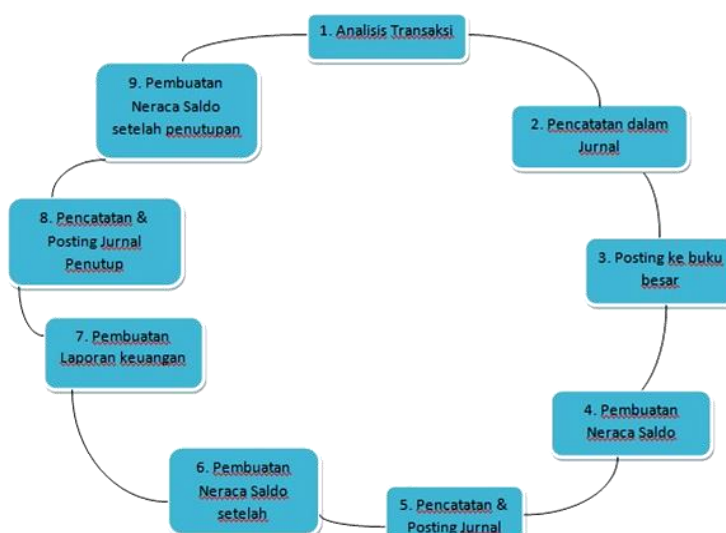 1. Analisis Transaksi
2. Pencatatan dalam
Jurnal
3. Posting ke buku
besar
4. Pembuatan
Neraca Saldo
5. Pencatatan &
Posting Jurnal
6. Pembuatan
Neraca Saldo
setelah
7. Pembuatan
Laporan keuangan
8. Pencatatan &
Posting Jurnal
Penutup
9. Pembuatan
Neraca Saldo
setelah penutupan